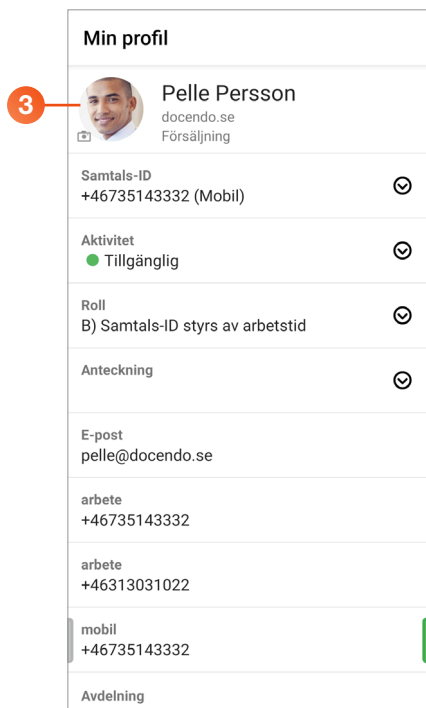 Min profil
3
Pelle Persson
docendo.se
Försäljning
Samtals-ID
+46735143332 (Mobil)
Aktivitet
Tillgänglig
Roll
B) Samtals-ID styrs av arbetstid
Anteckning
E-post
pelle@docendo.se
arbete
+46735143332
arbete
+46313031022
mobil
+46735143332
Avdelning